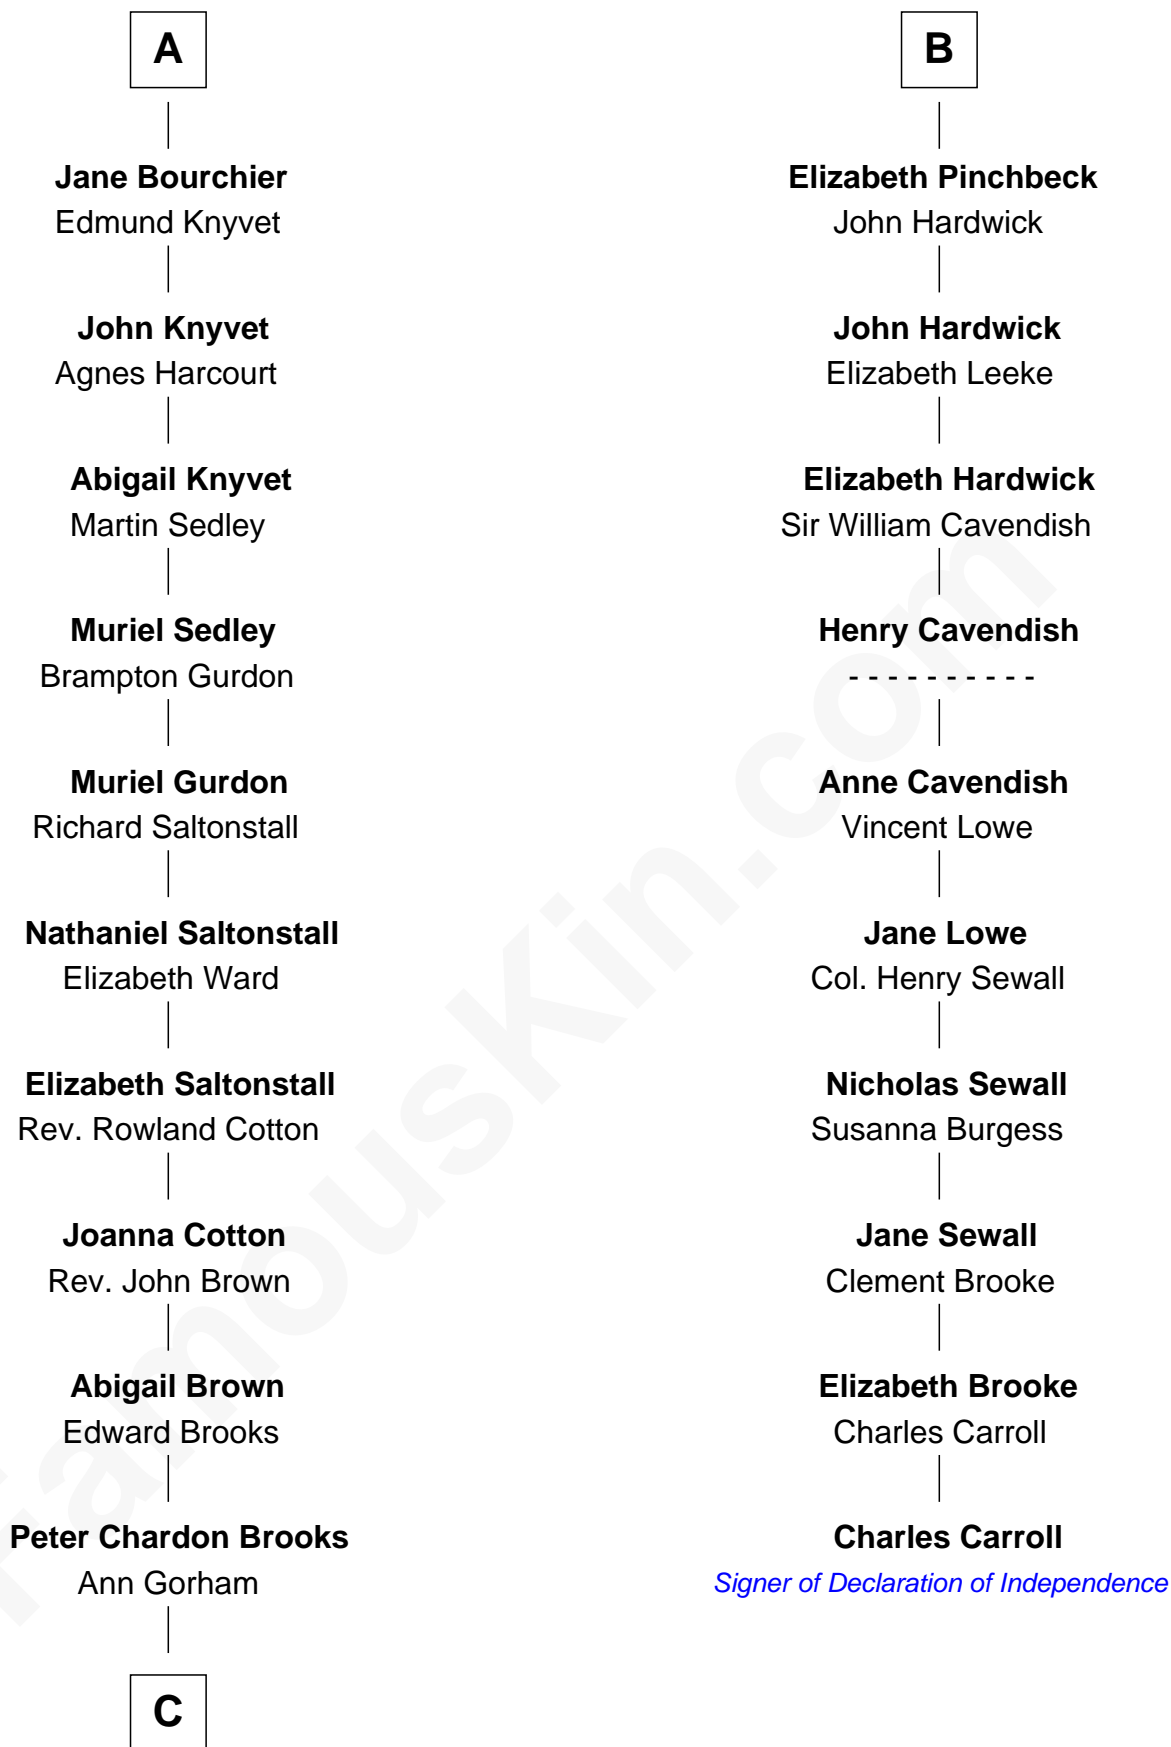 A
Jane Bourchier
Edmund Knyvet
John Knyvet
Agnes Harcourt
Abigail Knyvet
Martin Sedley
Muriel Sedley
Brampton Gurdon
Muriel Gurdon
Richard Saltonstall
Nathaniel Saltonstall
Elizabeth Ward
Elizabeth Saltonstall
Rev. Rowland Cotton
Joanna Cotton
Rev. John Brown
Abigail Brown
Edward Brooks
Peter Chardon Brooks
Ann Gorham
C
B
Elizabeth Pinchbeck
John Hardwick
John Hardwick
Elizabeth Leeke
Elizabeth Hardwick
Sir William Cavendish
Henry Cavendish
- - - - - - - - - -
Anne Cavendish
Vincent Lowe
Jane Lowe
Col. Henry Sewall
Nicholas Sewall
Susanna Burgess
Jane Sewall
Clement Brooke
Elizabeth Brooke
Charles Carroll
Charles Carroll
Signer of Declaration of Independence
FamousKin.com